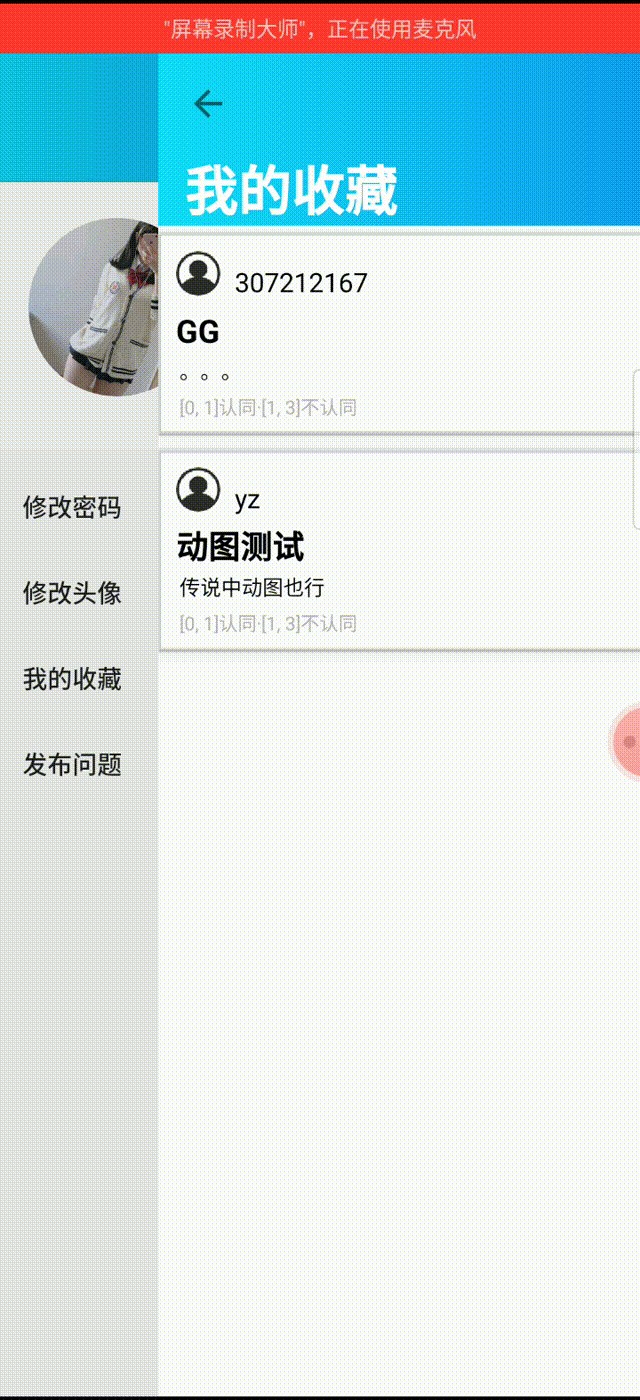 "屏幕录制大师"，正在使用麦克风
我的收藏
307212167
GG
。。。
[0, 1]认同·[1, 3]不认同
yz
动图测试
传说中动图也行
[0, 1]认同·[1, 3]不认同
修改密码
修改头像
我的收藏
发布问题